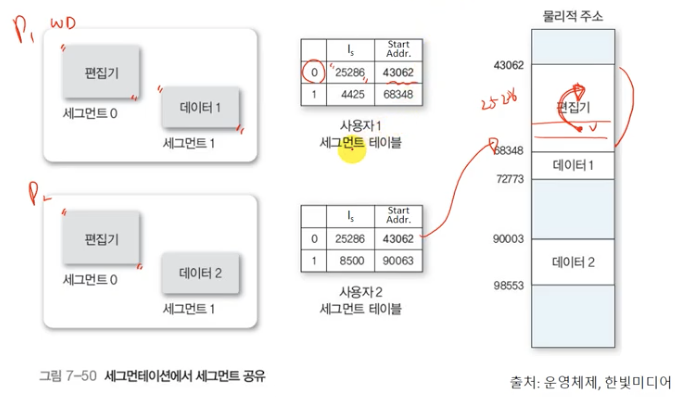 물리적 주소
P1 WD
편집기
세그먼트 0
데이터 1
세그먼트 1
ls Start Addr.
0 25286 43062
1 4425 68348
사용자 1
세그먼트 테이블
43062
2528
편집기
68348
데이터 1
72773
90003
데이터 2
98553
P2
편집기
세그먼트 0
데이터 2
세그먼트 1
ls Start Addr.
0 25286 43062
1 8500 90063
사용자 2
세그먼트 테이블
그림 7-50 세그먼테이션에서 세그먼트 공유
출처: 운영체제, 한빛미디어